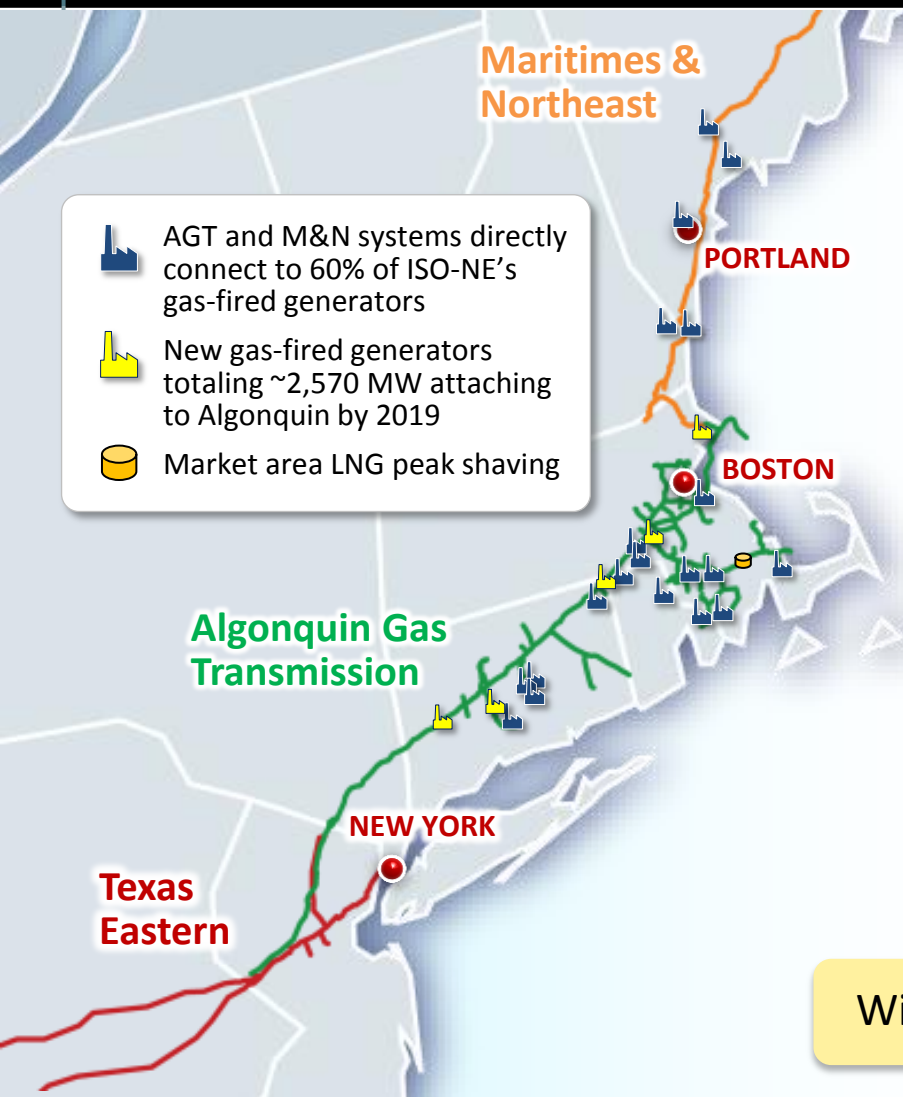 Maritimes &
Northeast
AGT and M&N systems directly
connect to 60% of ISO-NE’s
gas-fired generators
New gas-fired generators
totaling ~2,570 MW attaching
to Algonquin by 2019
Market area LNG peak shaving
PORTLAND
BOSTON
Algonquin Gas
Transmission
NEW YORK
Texas
Eastern
Wi